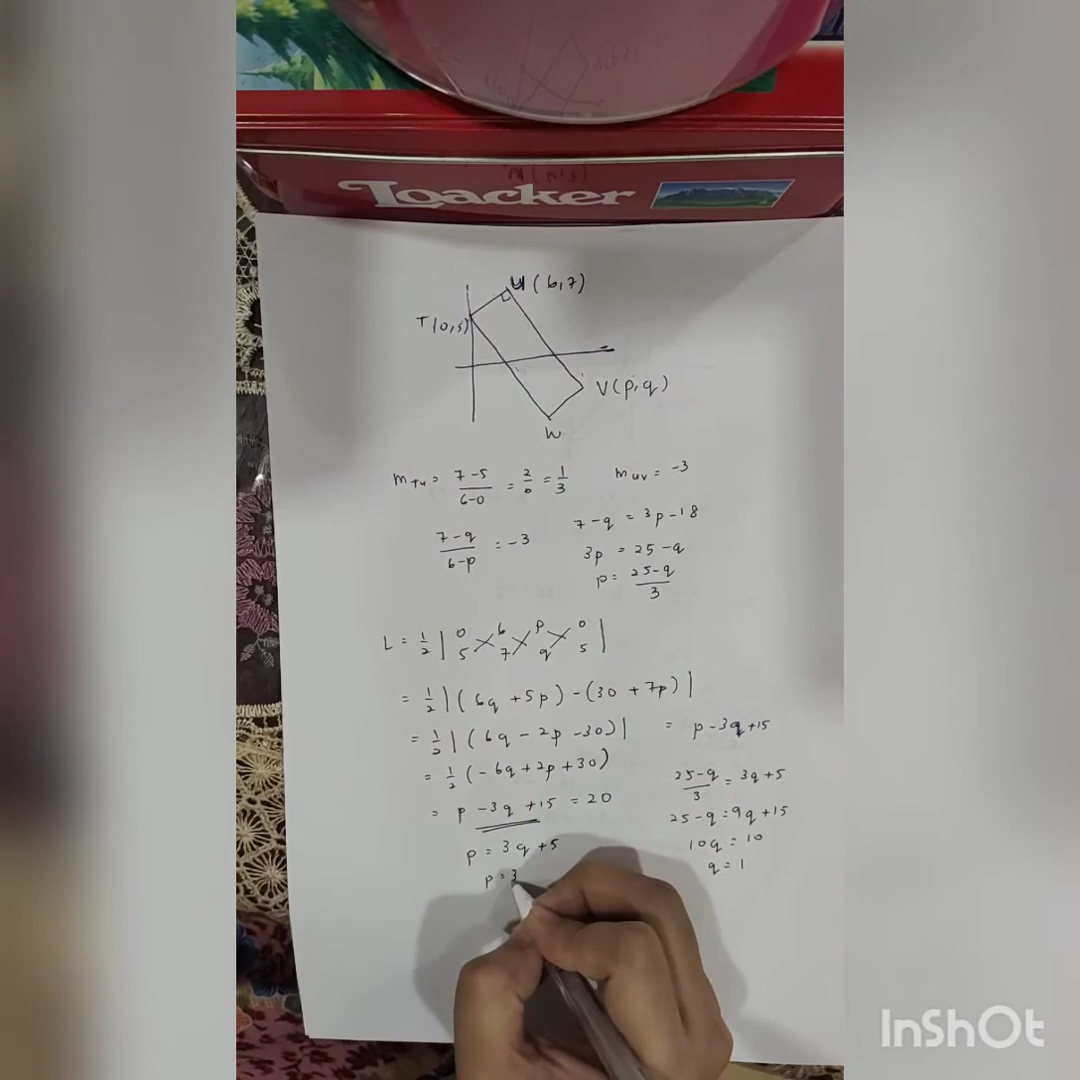 Loacker
U(6,7)
T(0,5)
V(p,q)
W
m_TU = (7-5)/(6-0) = 2/6 = 1/3
m_UV = -3
(7-q)/(6-p) = -3
7-q = 3p-18
3p = 25-q
p = (25-q)/3
L = 1/2 | 0 6 p 0
5 7 q 5 |
= 1/2 |(6q + 5p) - (30 + 7p)|
= 1/2 |(6q - 2p - 30)|
= 1/2 (-6q + 2p + 30)
= p - 3q + 15 = 20
p = 3q + 5
p = 3
= p - 3q + 15
(25-q)/3 = 3q + 5
25-q = 9q + 15
10q = 10
q = 1
InShOt